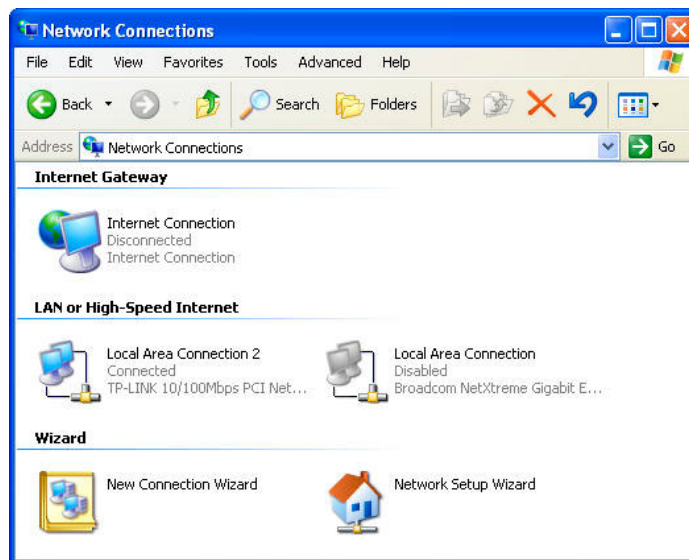 Network Connections
File Edit View Favorites Tools Advanced Help
Back Search Folders
Address Network Connections Go
Internet Gateway
Internet Connection
Disconnected
Internet Connection
LAN or High-Speed Internet
Local Area Connection 2
Connected
TP-LINK 10/100Mbps PCI Net...
Local Area Connection
Disabled
Broadcom NetXtreme Gigabit E...
Wizard
New Connection Wizard
Network Setup Wizard